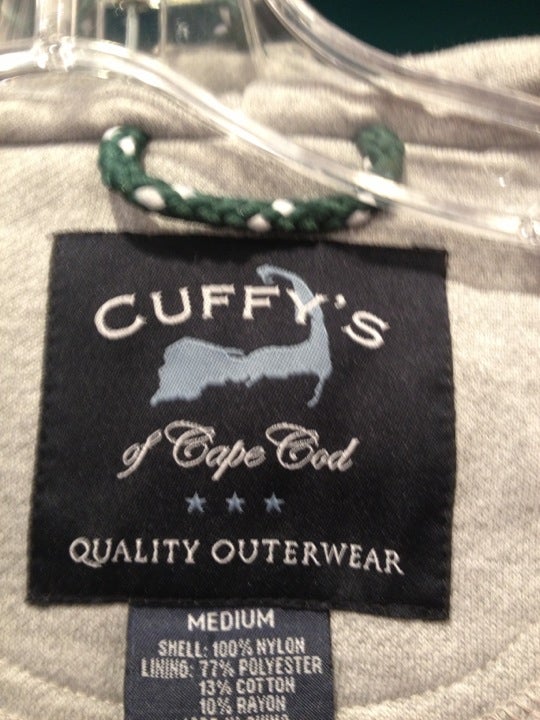 CUFFY'S
of Cape Cod
QUALITY OUTERWEAR
MEDIUM
SHELL: 100% NYLON
LINING: 77% POLYESTER
13% COTTON
10% RAYON